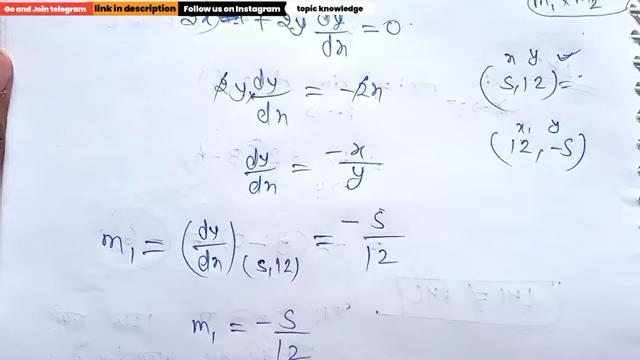 Go and Join telegram link in description Follow us on Instagram topic knowledge
+ 2y dy/dx = 0
2y dy/dx = -2x
x y
(5,12) =
dy/dx = -x/y
x, y
(12, -5)
m₁ = (dy/dx)(5,12) = -5/12
m₁ = -5/12